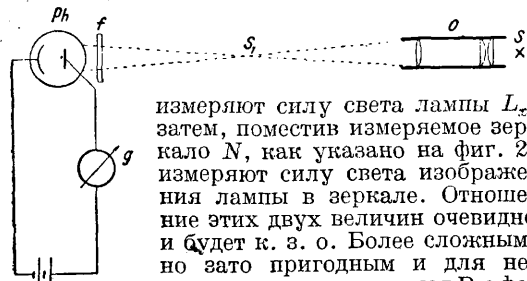 Ph
f
S₁
o
S
g
измеряют силу света лампы Lₓ
затем, поместив измеряемое зер-
кало N, как указано на фиг. 2
измеряют силу света изображе-
ния лампы в зеркале. Отноше-
ние этих двух величин очевидно
и будет к. з. о. Более сложным
но зато пригодным и для не-